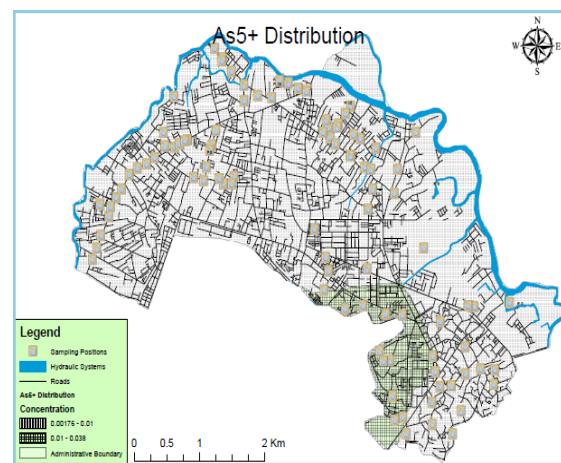 As5+ Distribution
N
W E
S
Legend
Sampling Positions
Hydraulic Systems
Roads
As6+ Distribution
Concentration
0.00176 - 0.01
0.01 - 0.038
Administrative Boundary
0 0.5 1 2 Km